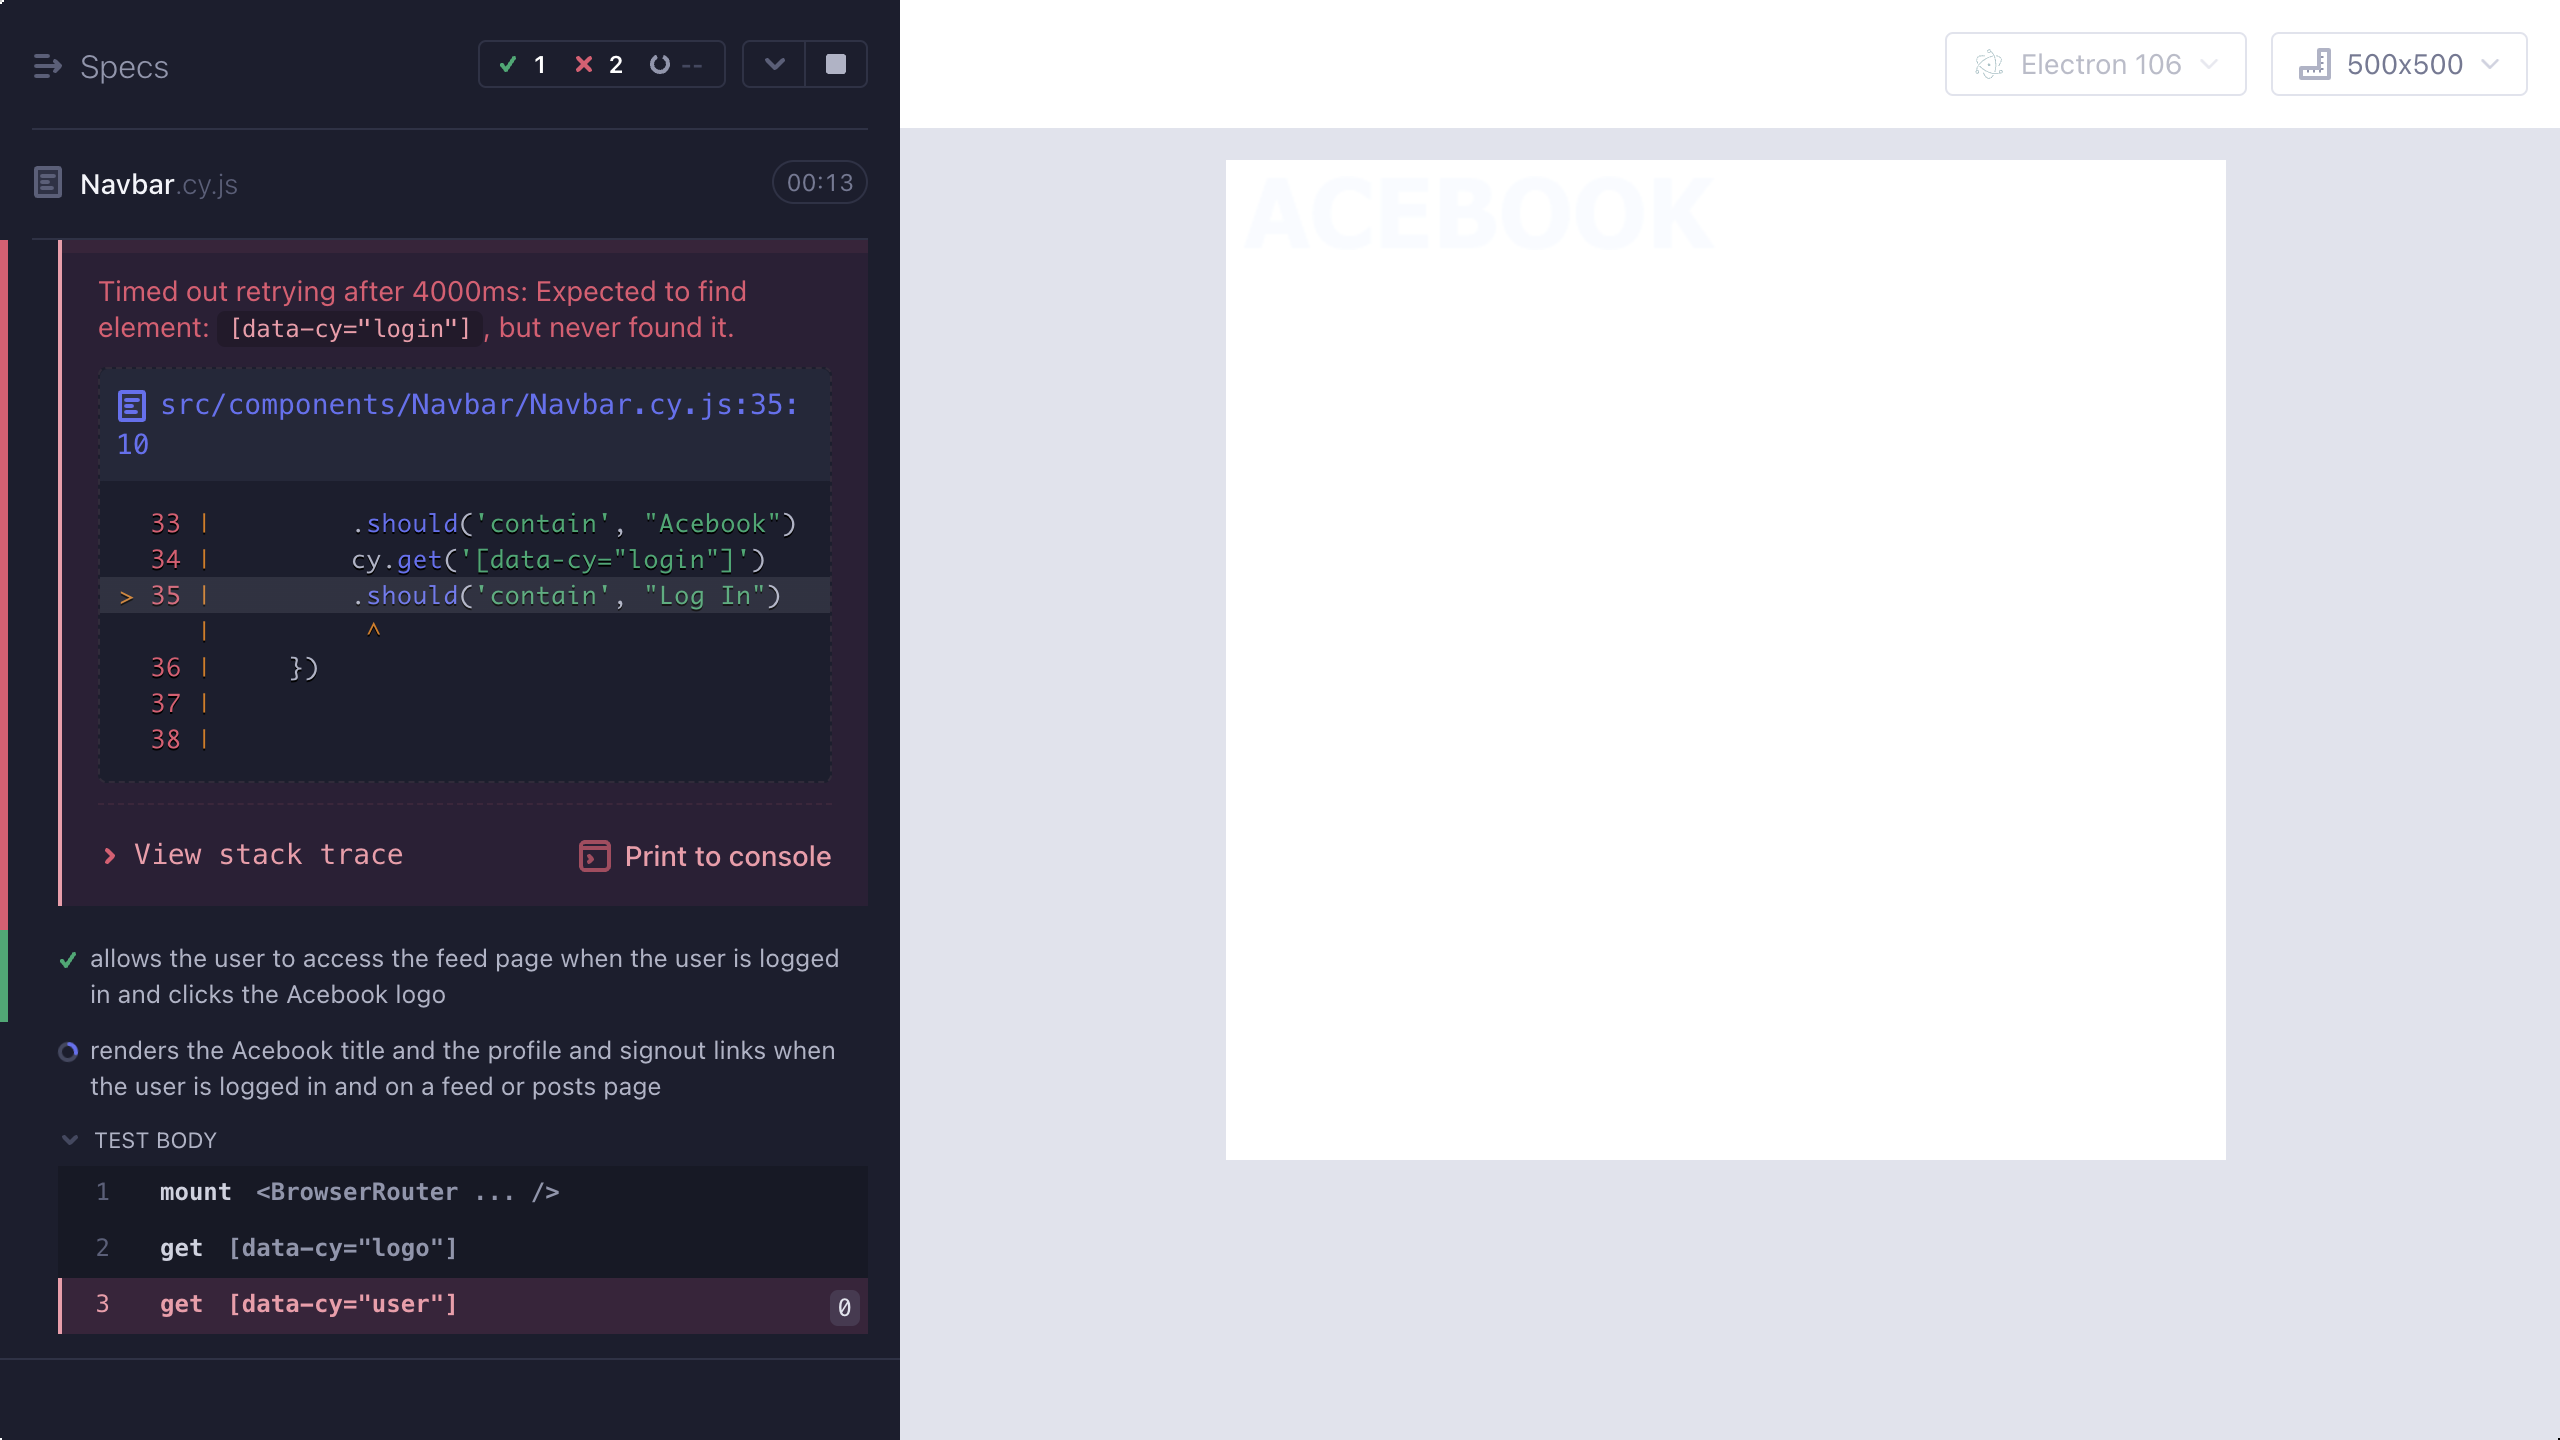 Specs
1 2 --
Navbar.cy.js
00:13
Timed out retrying after 4000ms: Expected to find
element: [data-cy="login"], but never found it.
src/components/Navbar/Navbar.cy.js:35:
10
33 | .should('contain', "Acebook")
34 | cy.get('[data-cy="login"]')
> 35 | .should('contain', "Log In")
| ^
36 | })
37 |
38 |
View stack trace
Print to console
allows the user to access the feed page when the user is logged
in and clicks the Acebook logo
renders the Acebook title and the profile and signout links when
the user is logged in and on a feed or posts page
TEST BODY
1 mount <BrowserRouter ... />
2 get [data-cy="logo"]
3 get [data-cy="user"] 0
Electron 106
500x500
ACEBOOK